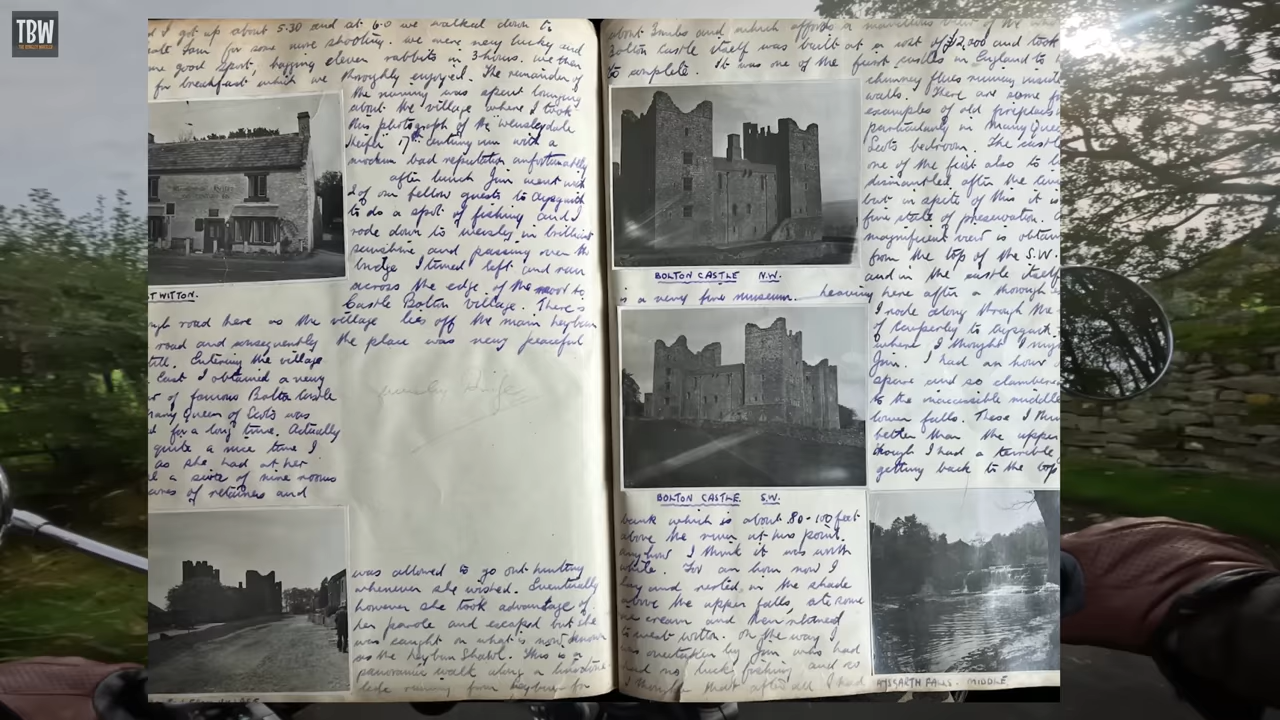 TBW
THE BINGLEY WHEELER
I got up about 5-30 and at 6-0 we walked down to
farm for some more shooting. We were very lucky and
good sport, bagging eleven rabbits in 3 hours. We then
for breakfast which we throughly enjoyed. The remainder of
the morning was spent lounging
about the village where I took
this photograph of the Wensleydale
Heifer. 17th century inn with a
modern bad reputation unfortunately
after lunch Jim went with
2 of our fellow guests to Aysgarth
to do a spot of fishing and I
rode down to Wensley in brilliant
sunshine and passing over the
bridge I turned left and ran
across the edge of the moor to
Castle Bolton village. There's
ST WITTON.
road here as the village lies off the main Leyburn
road and consequently the place was very peaceful
Entering the village
East I obtained a very
of famous Bolton Castle
Mary Queen of Scots was
for a long time. Actually
quite a nice time I
as she had at her
a suite of nine rooms
of retainers and
was allowed to go out hunting
whenever she wished. Eventually
however she took advantage of
her parole and escaped but she
was caught on what is now known
as the Leyburn Shawl. This is a
panoramic walk along a limestone
running from Leyburn for
about 3 miles and which affords a marvellous view of the
Bolton Castle itself was built at a cost of £12,000 and took
to complete. It was one of the first castles in England to
chimney flues running inside
walls. There are some
examples of old fireplaces
particularly in Mary Queen
Scots bedroom. The castle
one of the first also to be
dismantled after the
but in spite of this it is
fine state of preservation.
magnificent view is
from the top of the S.W.
and in the castle itself
BOLTON CASTLE N.W.
is a very fine museum. Leaving here after a thorough
I rode along through the
of Carperby to Aysgarth
where I thought I
Jim. I had an hour
spare and so clambered
to the inaccessible middle
lower falls. These I
better than the upper
though I had a terrible
getting back to the top
BOLTON CASTLE S.W.
bank which is about 80-100 feet
above the river at this point.
anyhow I think it was worth
while. For an hour now I
lay and rested in the shade
above the upper falls, ate some
ice cream and then returned
to West Witton. On the way I
was overtaken by Jim who had
had no luck fishing and so
I thought that after all I had
AYSGARTH FALLS. MIDDLE